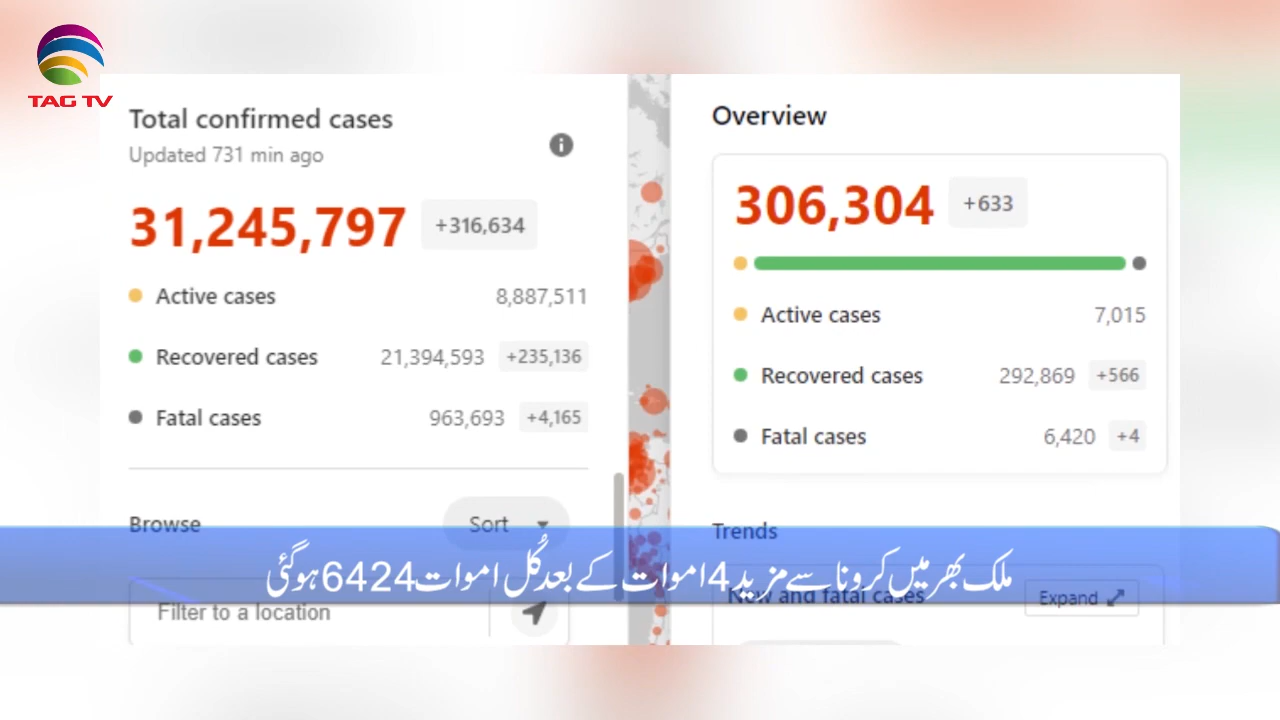 TAG TV
Total confirmed cases
Updated 731 min ago
31,245,797 +316,634
Active cases 8,887,511
Recovered cases 21,394,593 +235,136
Fatal cases 963,693 +4,165
Browse Sort
Filter to a location
Overview
306,304 +633
Active cases 7,015
Recovered cases 292,869 +566
Fatal cases 6,420 +4
Trends
New and fatal cases Expand
ملک بھر میں کرونا سے مزید 4 اموات کے بعد کُل اموات 6424 ہو گئی